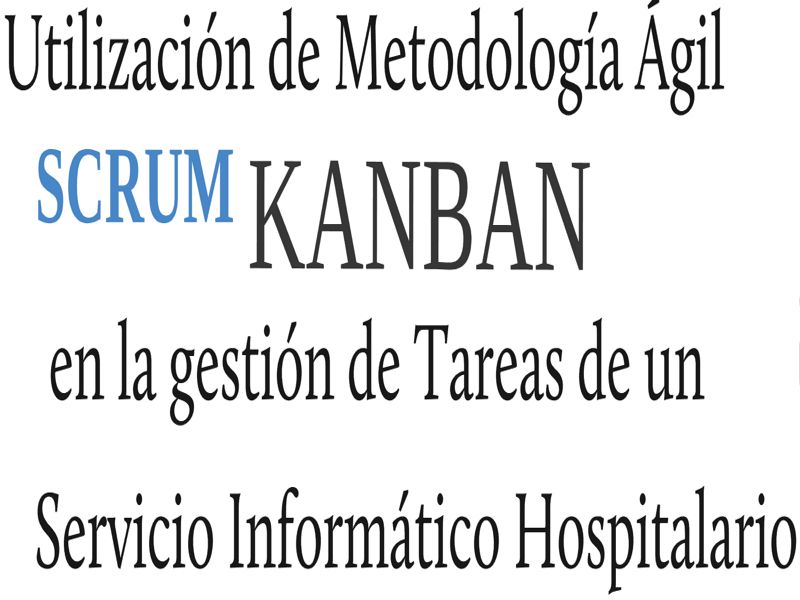 Utilización de Metodología Ágil
SCRUM KANBAN
en la gestión de Tareas de un
Servicio Informático Hospitalario